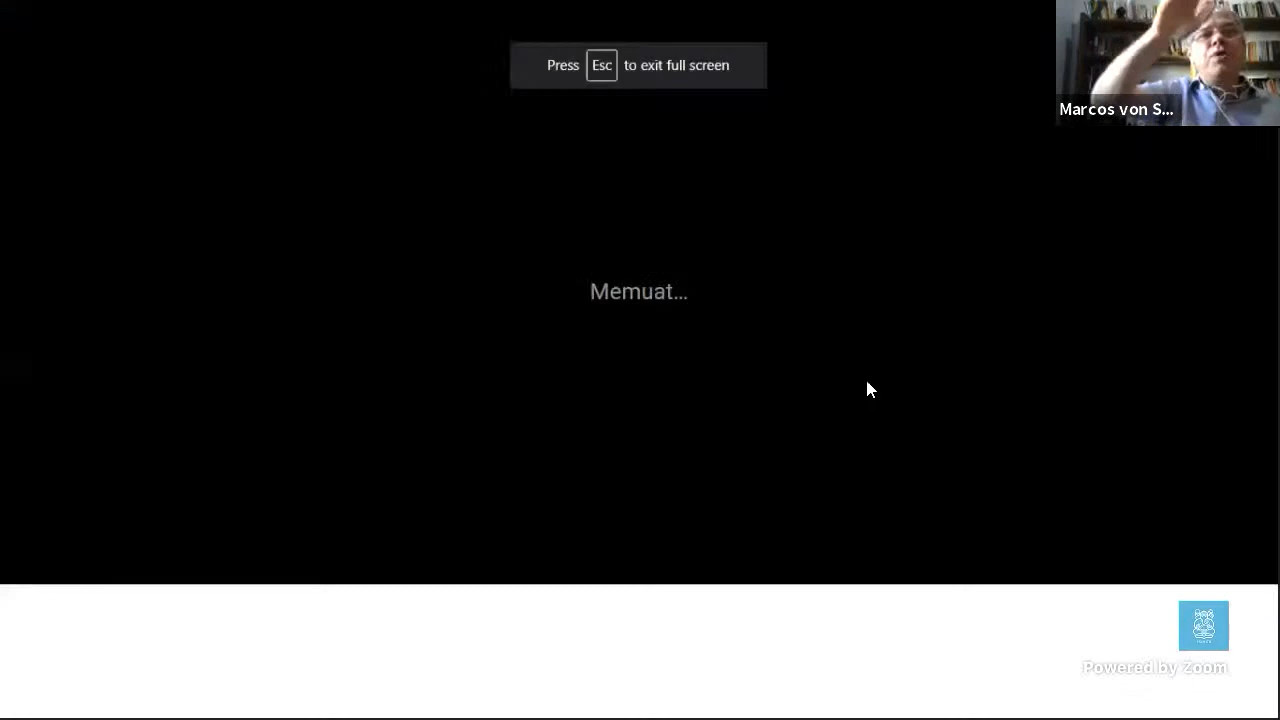 Press Esc to exit full screen
Marcos von S...
Memuat...
Powered by Zoom